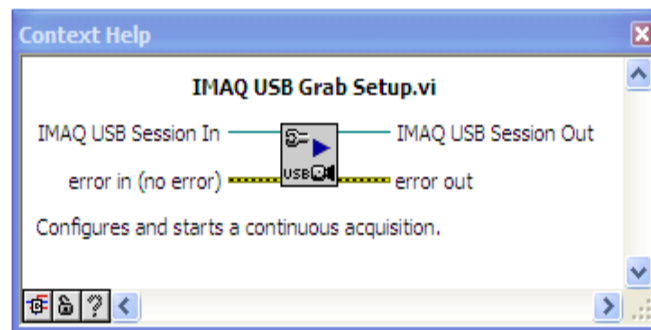 Context Help
IMAQ USB Grab Setup.vi
IMAQ USB Session In
IMAQ USB Session Out
USB
error in (no error)
error out
Configures and starts a continuous acquisition.
?